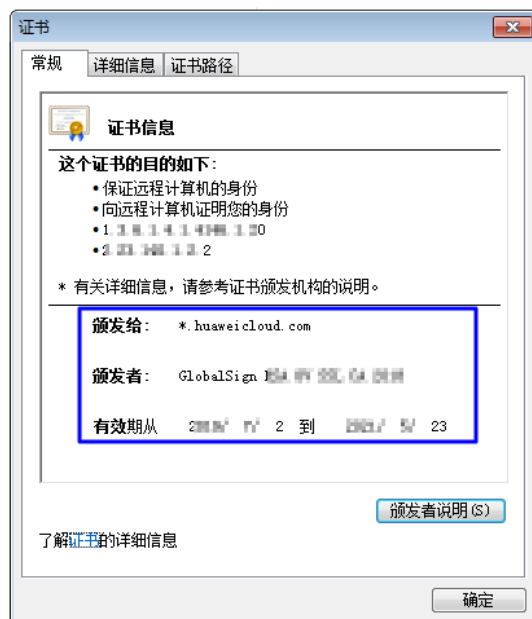 证书
常规 详细信息 证书路径
证书信息
这个证书的目的如下:
•保证远程计算机的身份
•向远程计算机证明您的身份
•1.
•2
* 有关详细信息，请参考证书颁发机构的说明。
颁发给: *.huaweicloud.com
颁发者: GlobalSign
有效期从 2 到 23
颁发者说明(S)
了解证书的详细信息
确定